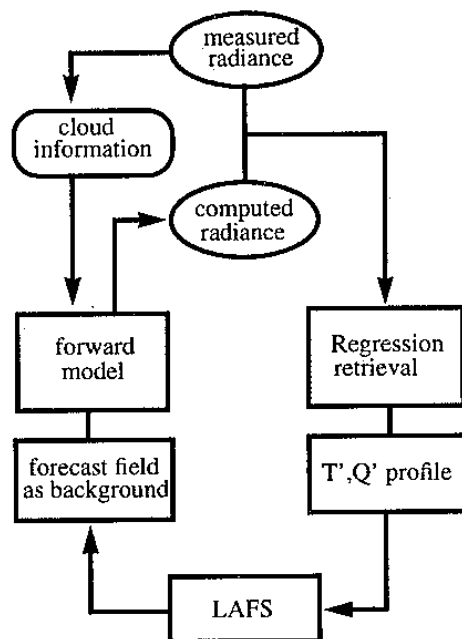 measured
radiance
cloud
information
computed
radiance
forward
model
Regression
retrieval
forecast field
as background
T',Q' profile
LAFS